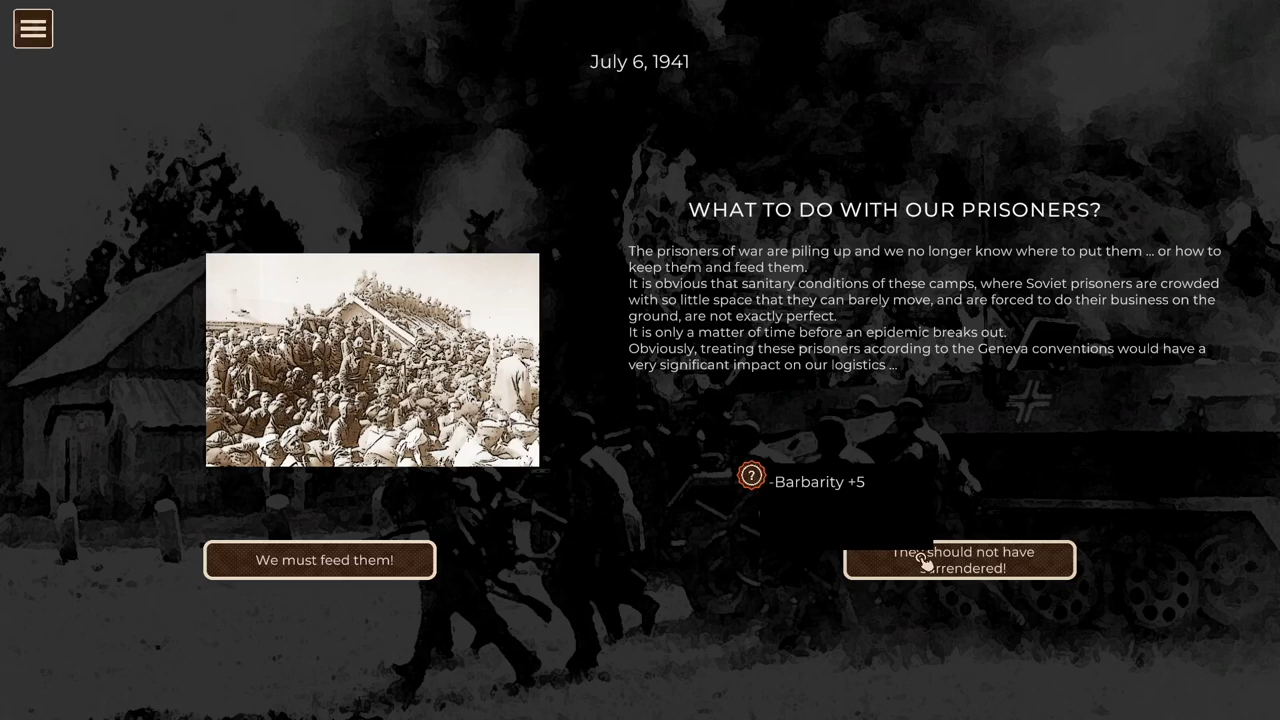 July 6, 1941
WHAT TO DO WITH OUR PRISONERS?
The prisoners of war are piling up and we no longer know where to put them ... or how to
keep them and feed them.
It is obvious that sanitary conditions of these camps, where Soviet prisoners are crowded
with so little space that they can barely move, and are forced to do their business on the
ground, are not exactly perfect.
It is only a matter of time before an epidemic breaks out.
Obviously, treating these prisoners according to the Geneva conventions would have a
very significant impact on our logistics ...
?
-Barbarity +5
We must feed them!
They should not have
surrendered!